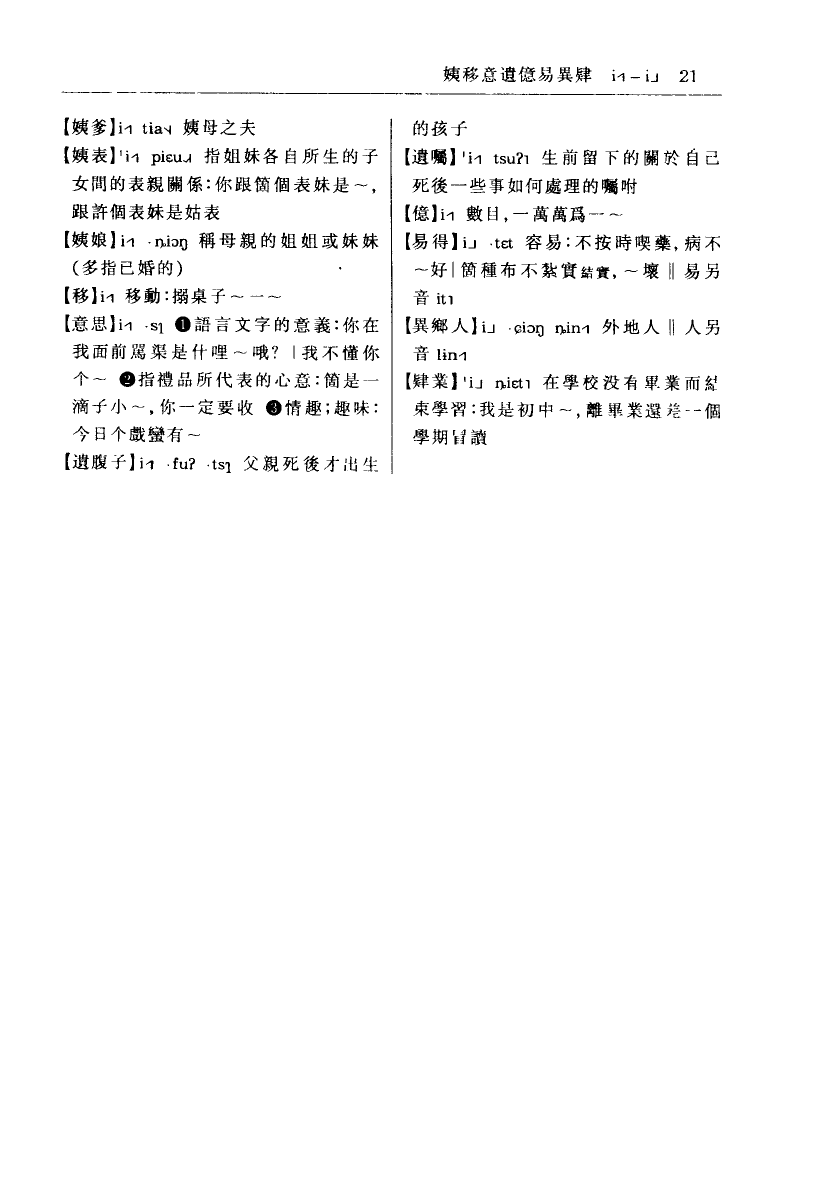 姨移意遺億易異肄 i˧˥ – i˩ 21
【姨爹】i˧˥ tia˦˨ 姨母之夫
【姨表】ˈi˧˥ piɛu˨˩˧ 指姐妹各自所生的子
女間的表親關係:你跟箇個表妹是～,
跟許個表妹是姑表
【姨娘】i˧˥ ·ȵiɔŋ 稱母親的姐姐或妹妹
(多指已婚的)
【移】i˧˥ 移動:搦桌子～一～
【意思】i˧˥ ·sɿ ❶語言文字的意義:你在
我面前駡渠是什哩～哦?｜我不懂你
个～ ❷指禮品所代表的心意:箇是一
滴子小～,你一定要收 ❸情趣;趣味:
今日个戲蠻有～
【遺腹子】i˧˥ ·fuʔ ·tsɿ 父親死後才出生
的孩子
【遺囑】ˈi˧˥ tsuʔ˥ 生前留下的關於自己
死後一些事如何處理的囑咐
【億】i˧˥ 數目,一萬萬爲一～
【易得】i˩ ·tɛt 容易:不按時喫藥,病不
～好｜箇種布不紮實結實,～壞‖易另
音 it˥
【異鄉人】i˩ ·ɕiɔŋ ȵin˧˥ 外地人‖人另
音 lin˧˥
【肄業】ˈi˩ ȵiɛt˥ 在學校没有畢業而結
束學習:我是初中～,離畢業還差一個
學期冇讀